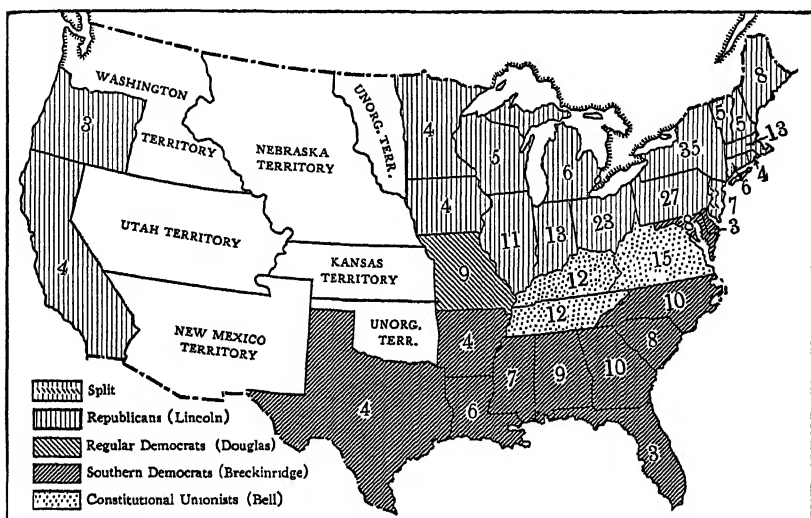 WASHINGTON
TERRITORY
NEBRASKA
TERRITORY
UNORG. TERR.
UTAH TERRITORY
KANSAS
TERRITORY
NEW MEXICO
TERRITORY
UNORG.
TERR.
3
4
4
5
6
4
11
13
23
27
35
5
5
8
13
4
6
7
3
8
9
12
15
12
10
4
7
9
10
8
4
6
3
Split
Republicans (Lincoln)
Regular Democrats (Douglas)
Southern Democrats (Breckinridge)
Constitutional Unionists (Bell)